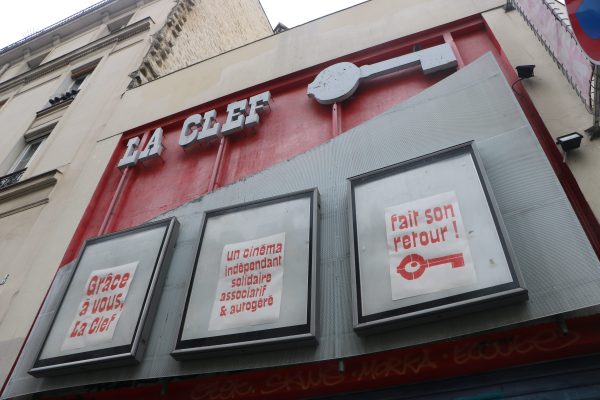 LA CLEF
Grâce
à vous,
La Clef
un cinéma
indépendant
solidaire
associatif
& autogéré
fait son
retour !